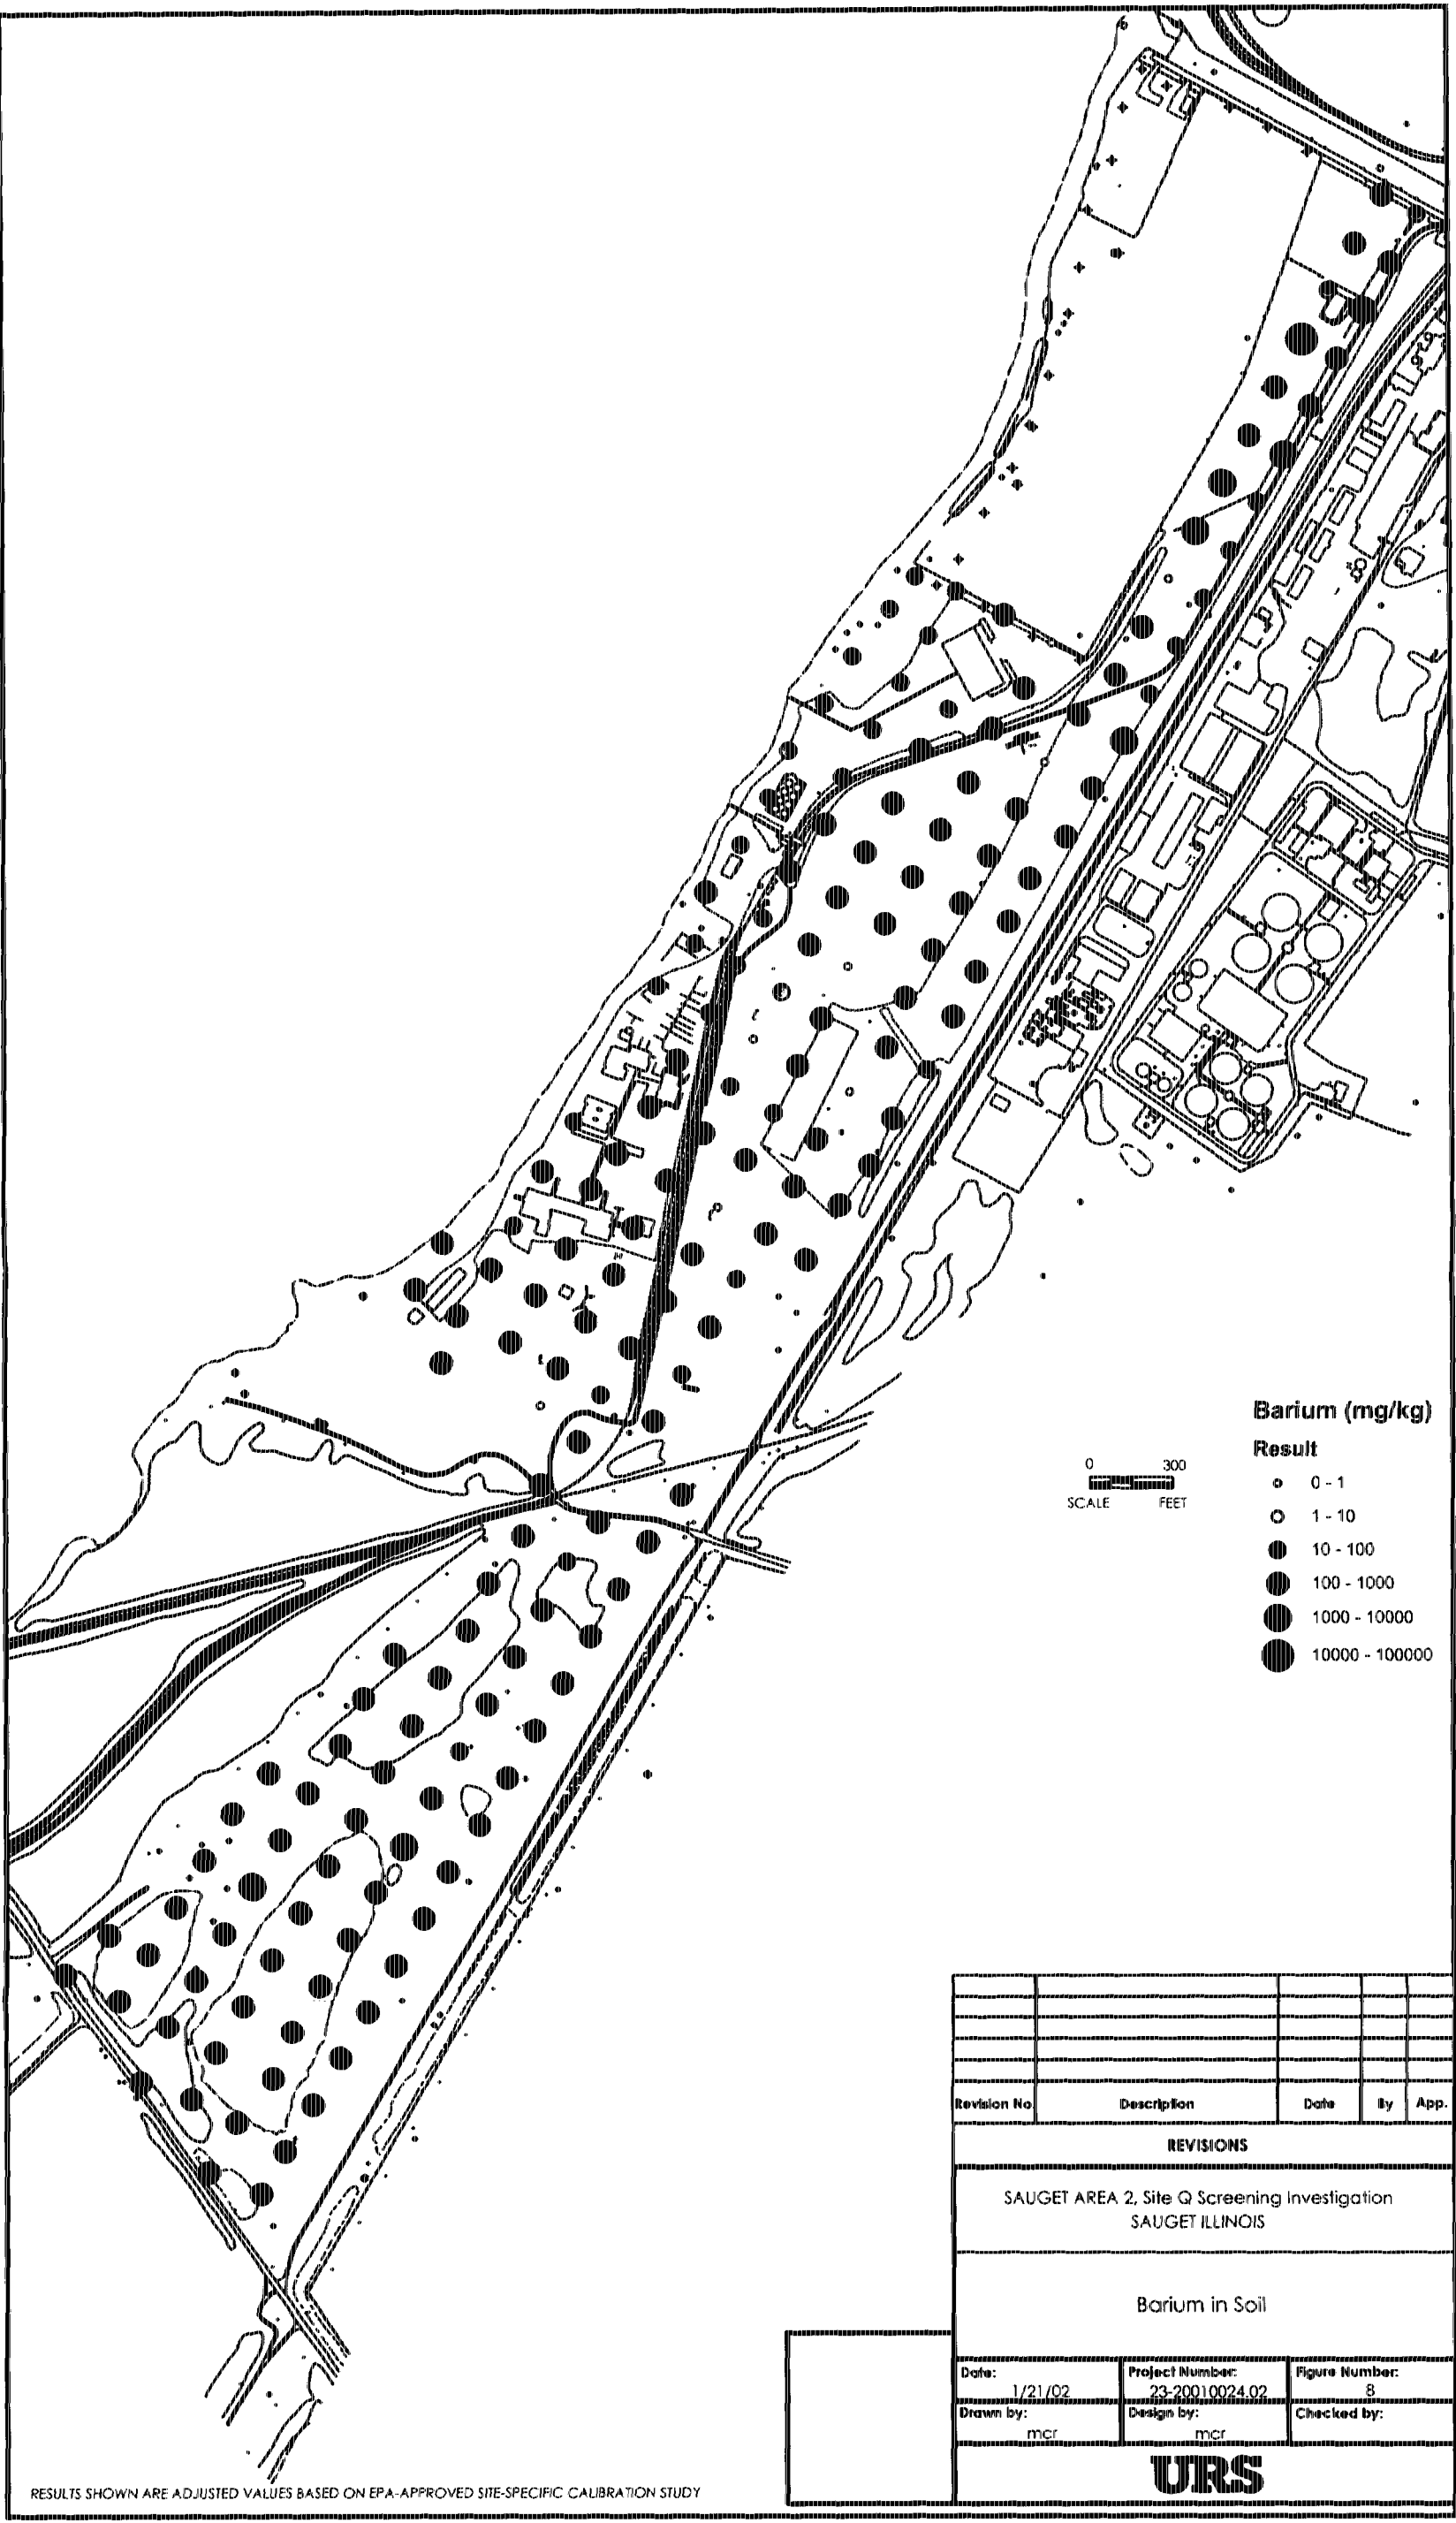 Barium (mg/kg)
Result
0 - 1
1 - 10
10 - 100
100 - 1000
1000 - 10000
10000 - 100000
0 300
SCALE FEET
Revision No Description Date By App.
REVISIONS
SAUGET AREA 2, Site Q Screening Investigation
SAUGET ILLINOIS
Barium in Soil
Date: Project Number: Figure Number:
1/21/02 23-20010024.02 8
Drawn by: Design by: Checked by:
mcr mcr
URS
RESULTS SHOWN ARE ADJUSTED VALUES BASED ON EPA-APPROVED SITE-SPECIFIC CALIBRATION STUDY